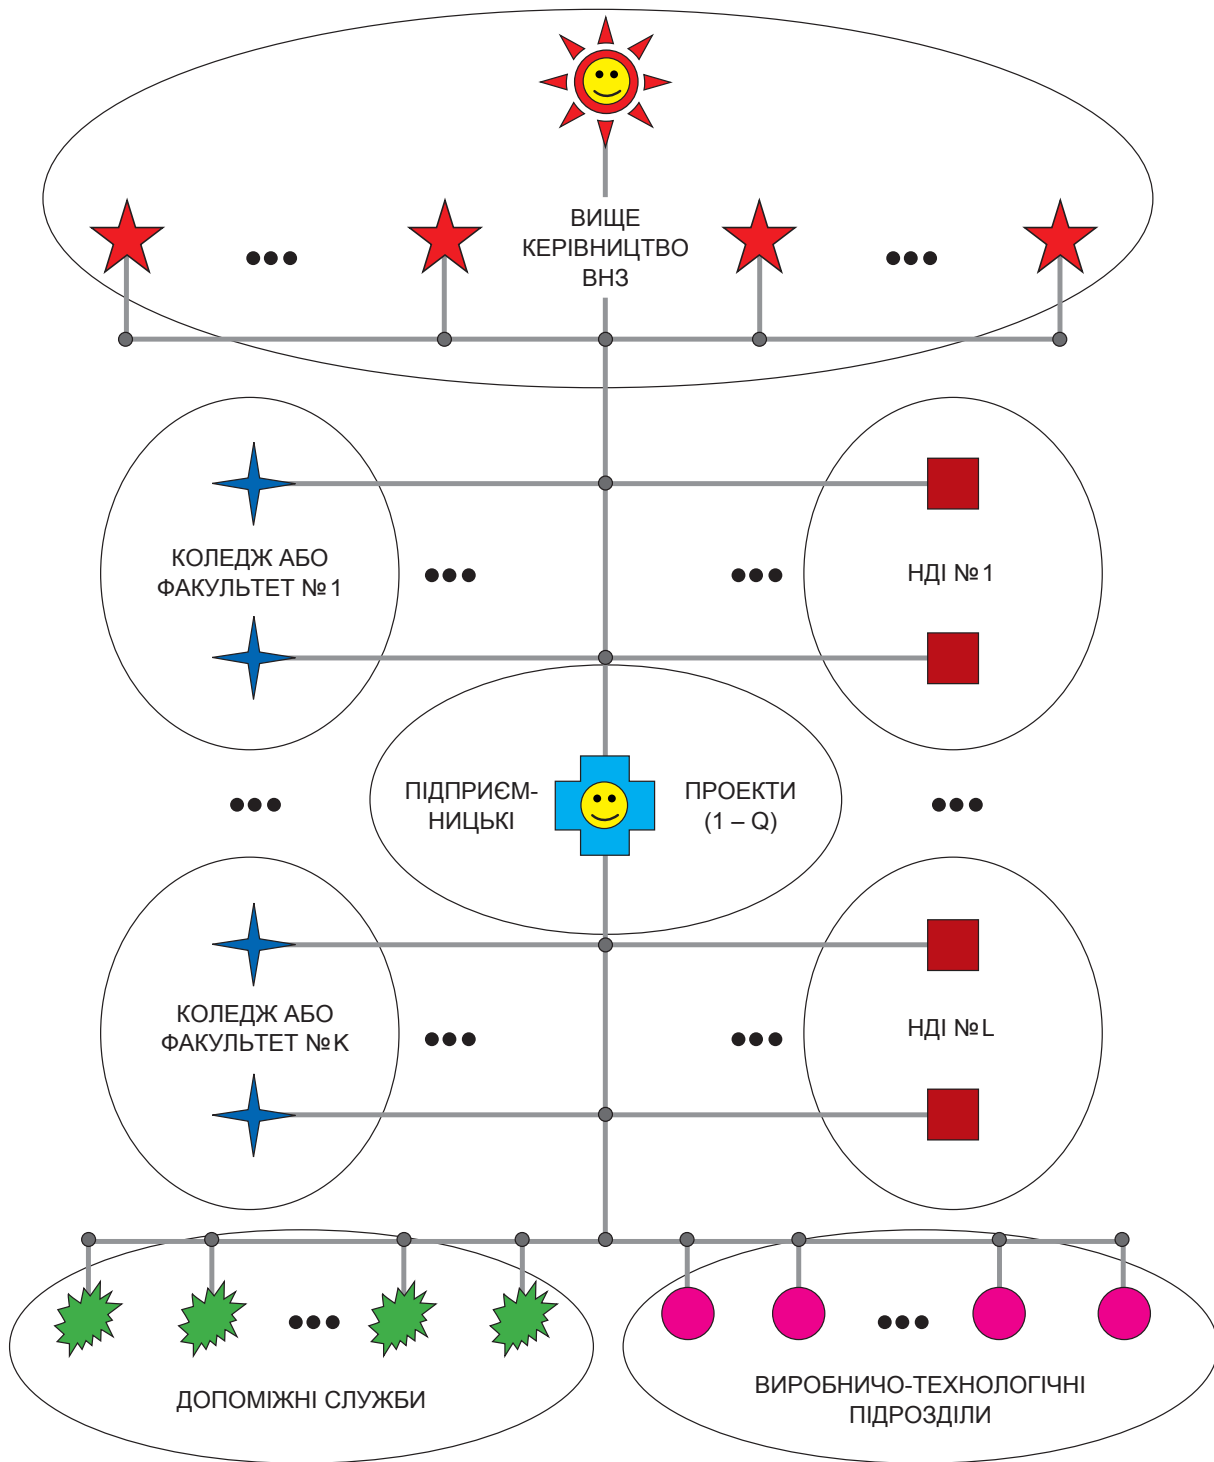 ВИЩЕ
КЕРІВНИЦТВО
ВНЗ
КОЛЕДЖ АБО
ФАКУЛЬТЕТ №1
НДІ №1
ПІДПРИЄМ-
НИЦЬКІ
ПРОЕКТИ
(1 – Q)
КОЛЕДЖ АБО
ФАКУЛЬТЕТ №K
НДІ №L
ДОПОМІЖНІ СЛУЖБИ
ВИРОБНИЧО-ТЕХНОЛОГІЧНІ
ПІДРОЗДІЛИ